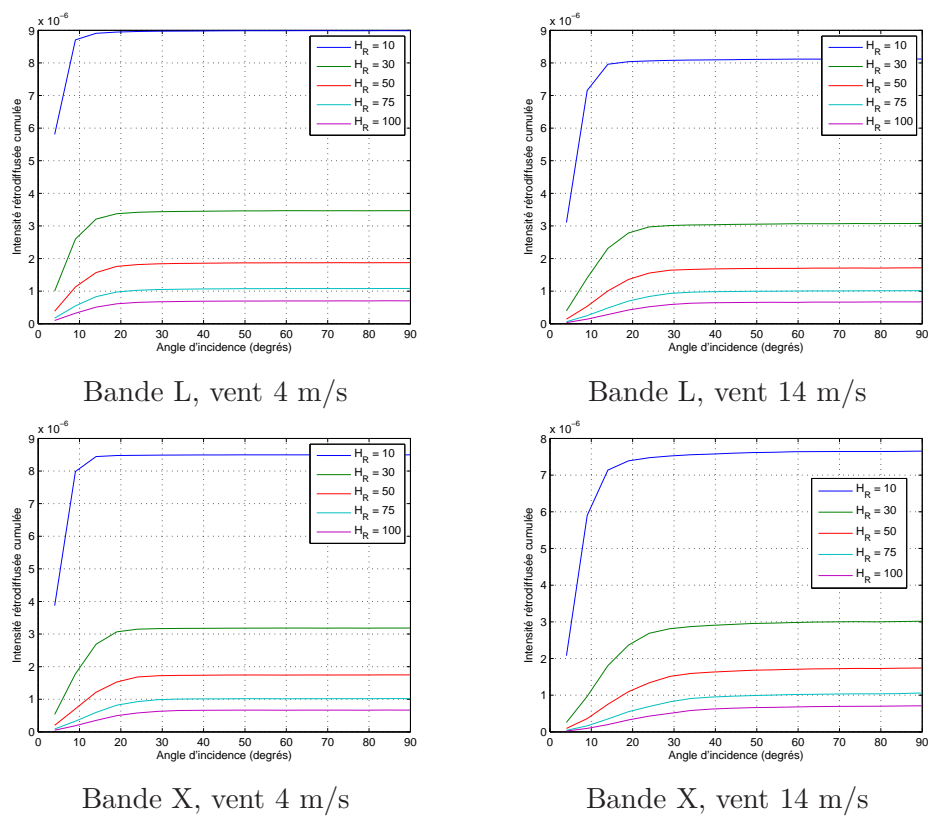 x 10⁻⁶
9
8
7
6
5
4
3
2
1
0
Intensité rétrodiffusée cumulée
H_R = 10
H_R = 30
H_R = 50
H_R = 75
H_R = 100
0 10 20 30 40 50 60 70 80 90
Angle d'incidence (degrés)
Bande L, vent 4 m/s
x 10⁻⁶
9
8
7
6
5
4
3
2
1
0
Intensité rétrodiffusée cumulée
H_R = 10
H_R = 30
H_R = 50
H_R = 75
H_R = 100
0 10 20 30 40 50 60 70 80 90
Angle d'incidence (degrés)
Bande L, vent 14 m/s
x 10⁻⁶
9
8
7
6
5
4
3
2
1
0
Intensité rétrodiffusée cumulée
H_R = 10
H_R = 30
H_R = 50
H_R = 75
H_R = 100
0 10 20 30 40 50 60 70 80 90
Angle d'incidence (degrés)
Bande X, vent 4 m/s
x 10⁻⁶
8
7
6
5
4
3
2
1
0
Intensité rétrodiffusée cumulée
H_R = 10
H_R = 30
H_R = 50
H_R = 75
H_R = 100
0 10 20 30 40 50 60 70 80 90
Angle d'incidence (degrés)
Bande X, vent 14 m/s